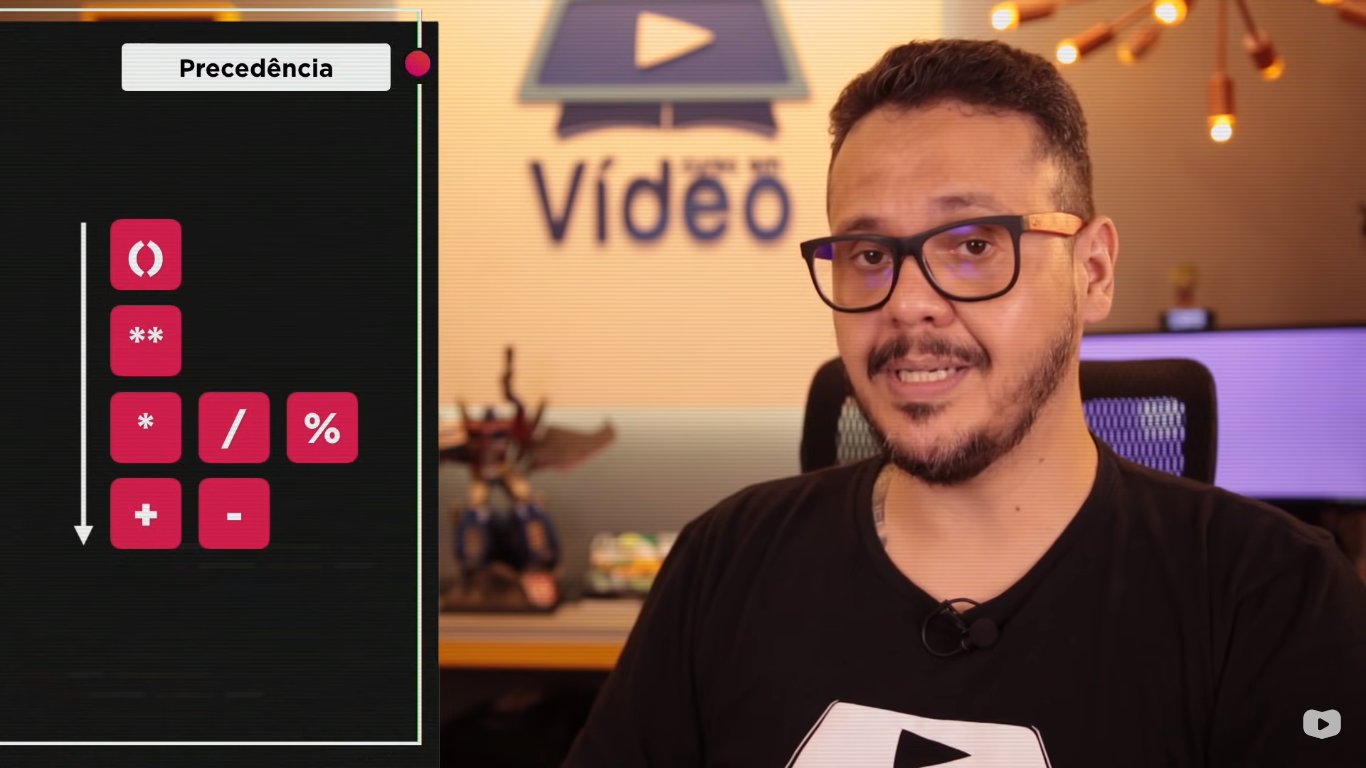 Precedência
()
**
* / %
+ -
Vídeo